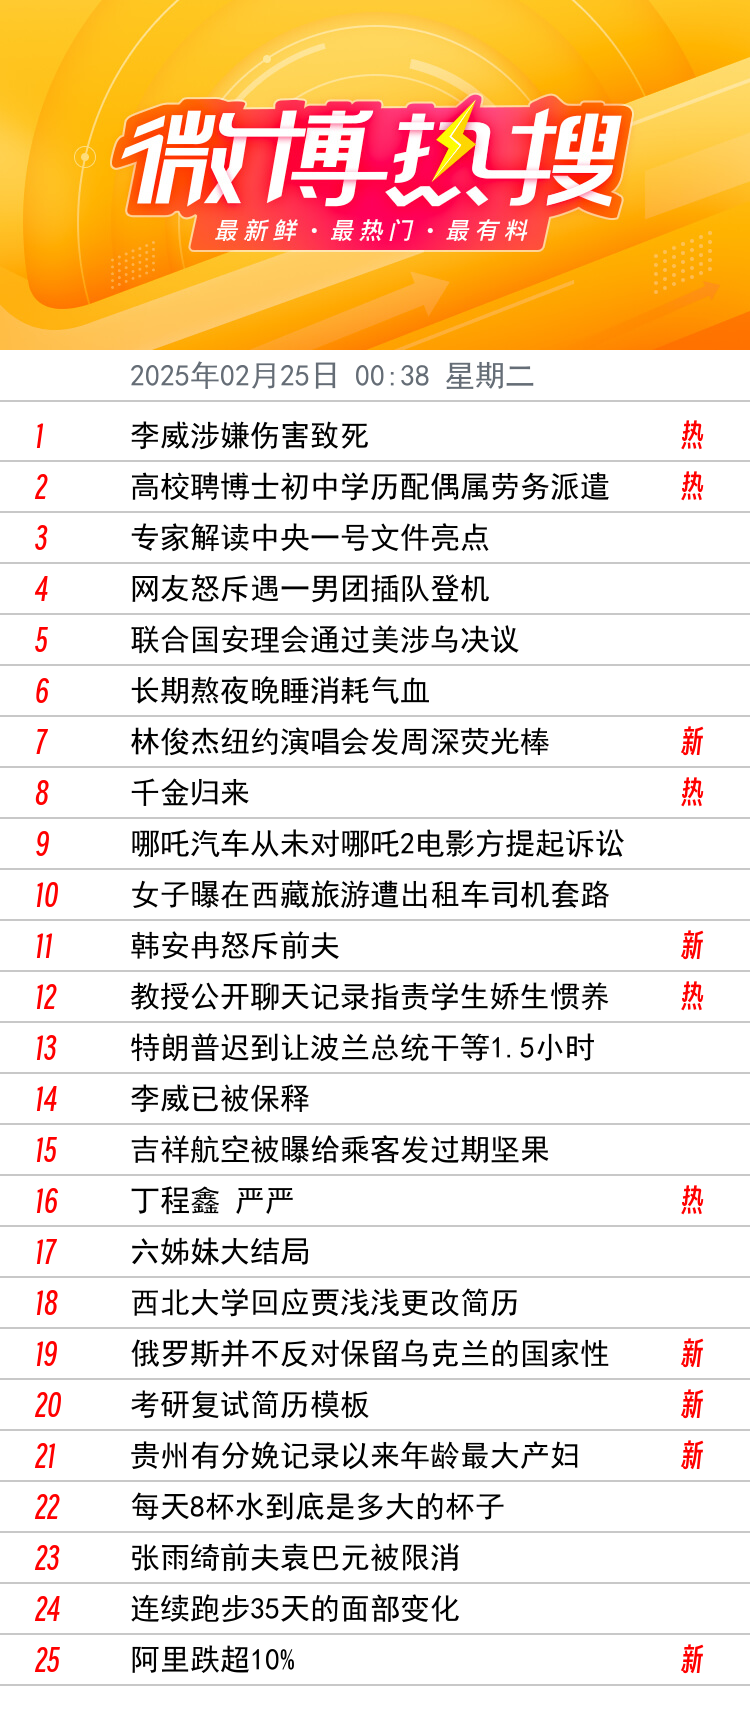 微博热搜
最新鲜·最热门·最有料
2025年02月25日 00:38 星期二
1 李威涉嫌伤害致死 热
2 高校聘博士初中学历配偶属劳务派遣 热
3 专家解读中央一号文件亮点
4 网友怒斥遇一男团插队登机
5 联合国安理会通过美涉乌决议
6 长期熬夜晚睡消耗气血
7 林俊杰纽约演唱会发周深荧光棒 新
8 千金归来 热
9 哪吒汽车从未对哪吒2电影方提起诉讼
10 女子曝在西藏旅游遭出租车司机套路
11 韩安冉怒斥前夫 新
12 教授公开聊天记录指责学生娇生惯养 热
13 特朗普迟到让波兰总统干等1.5小时
14 李威已被保释
15 吉祥航空被曝给乘客发过期坚果
16 丁程鑫 严严 热
17 六姊妹大结局
18 西北大学回应贾浅浅更改简历
19 俄罗斯并不反对保留乌克兰的国家性 新
20 考研复试简历模板 新
21 贵州有分娩记录以来年龄最大产妇 新
22 每天8杯水到底是多大的杯子
23 张雨绮前夫袁巴元被限消
24 连续跑步35天的面部变化
25 阿里跌超10% 新